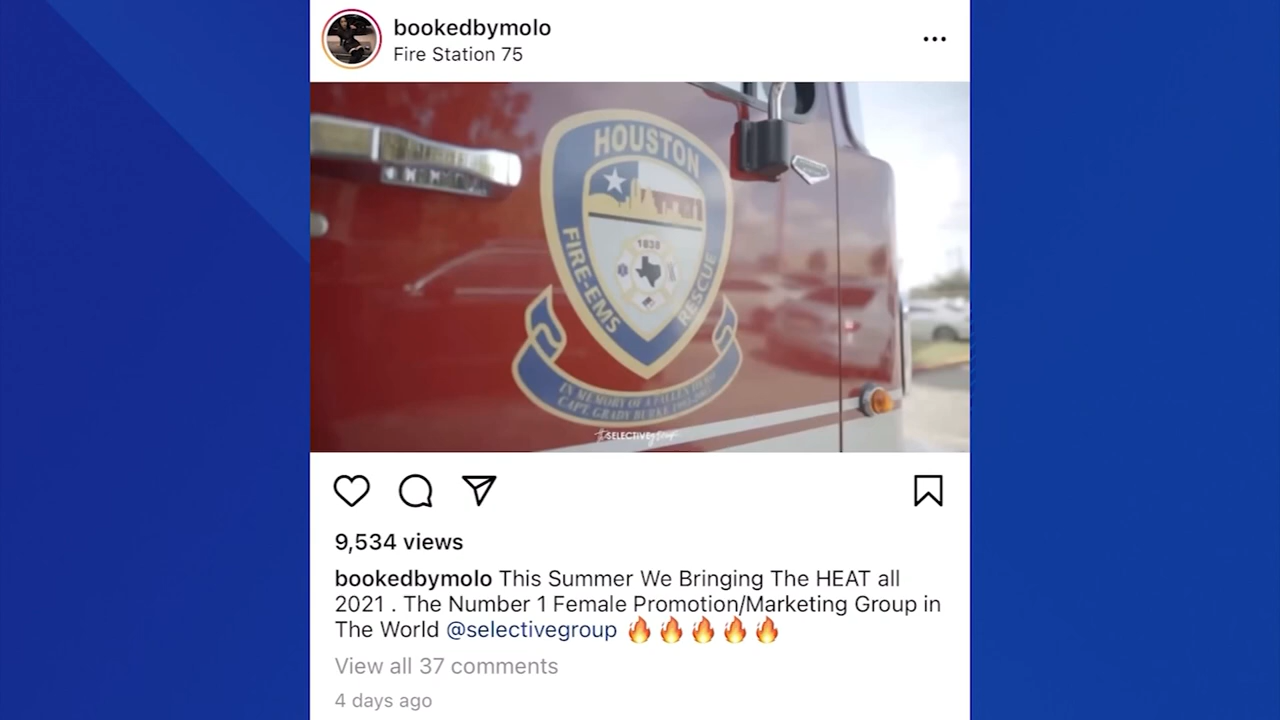 bookedbymolo
Fire Station 75
HOUSTON
1838
FIRE-EMS
RESCUE
IN MEMORY OF A FALLEN HERO
CAPT. GRADY BURKE
#SELECTIVEgroup
9,534 views
bookedbymolo This Summer We Bringing The HEAT all
2021 . The Number 1 Female Promotion/Marketing Group in
The World @selectivegroup 🔥🔥🔥🔥🔥
View all 37 comments
4 days ago